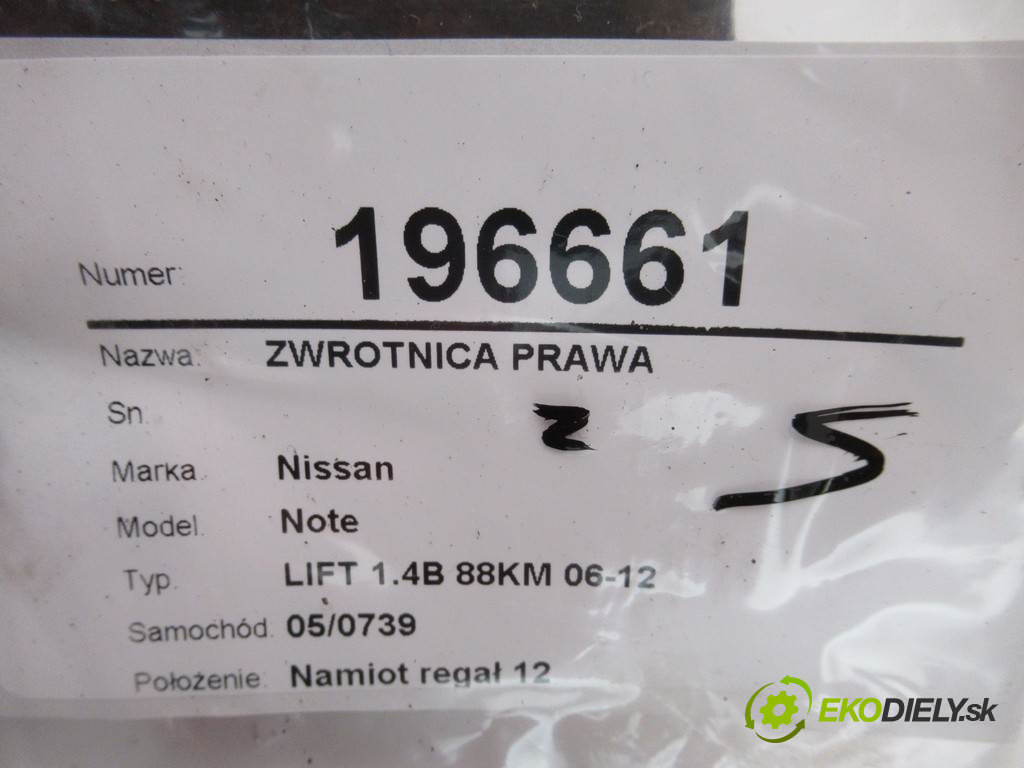 Numer: 196661
Nazwa: ZWROTNICA PRAWA
Sn.
Marka. Nissan
Model. Note
Typ. LIFT 1.4B 88KM 06-12
Samochód. 05/0739
Położenie. Namiot regał 12
EKODIELY.sk